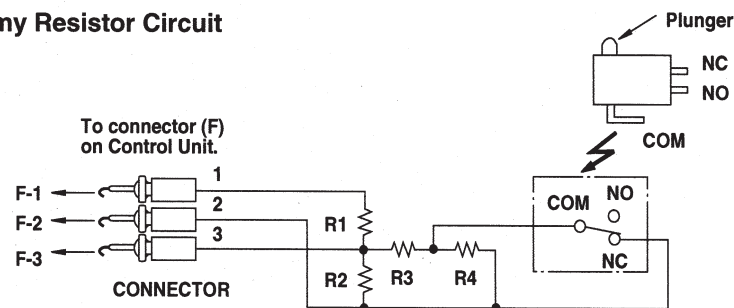 my Resistor Circuit
Plunger
NC
NO
COM
To connector (F)
on Control Unit.
1
F-1
2
F-2
3
F-3
CONNECTOR
R1
R2
R3
R4
COM
NO
NC